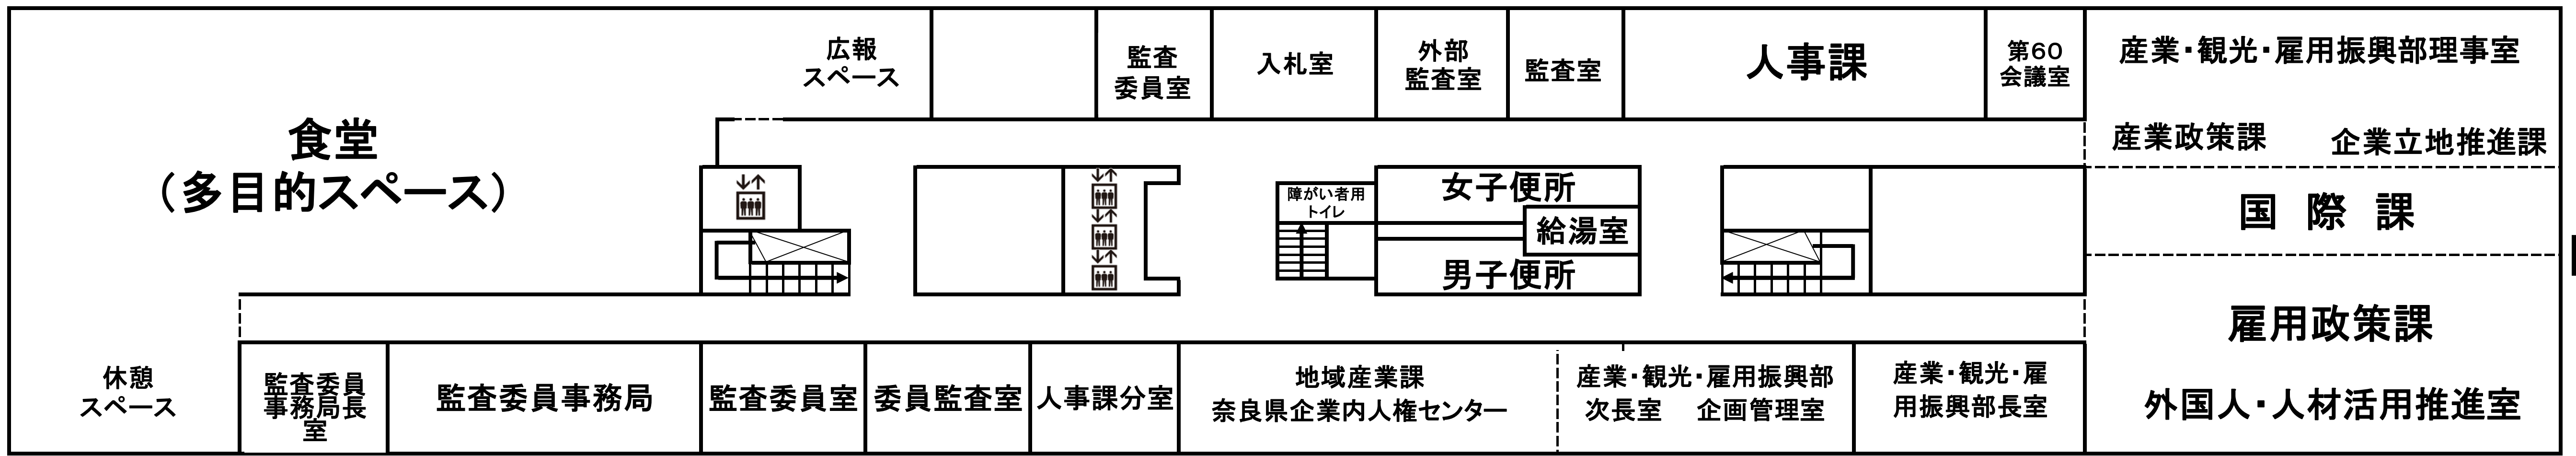 広報
スペース
監査
委員室
入札室
外部
監査室
監査室
人事課
第60
会議室
産業・観光・雇用振興部理事室
産業政策課
企業立地推進課
食堂
（多目的スペース）
障がい者用
トイレ
女子便所
給湯室
男子便所
国際課
雇用政策課
外国人・人材活用推進室
休憩
スペース
監査委員
事務局長
室
監査委員事務局
監査委員室
委員監査室
人事課分室
地域産業課
奈良県企業内人権センター
産業・観光・雇用振興部
次長室 企画管理室
産業・観光・雇
用振興部長室